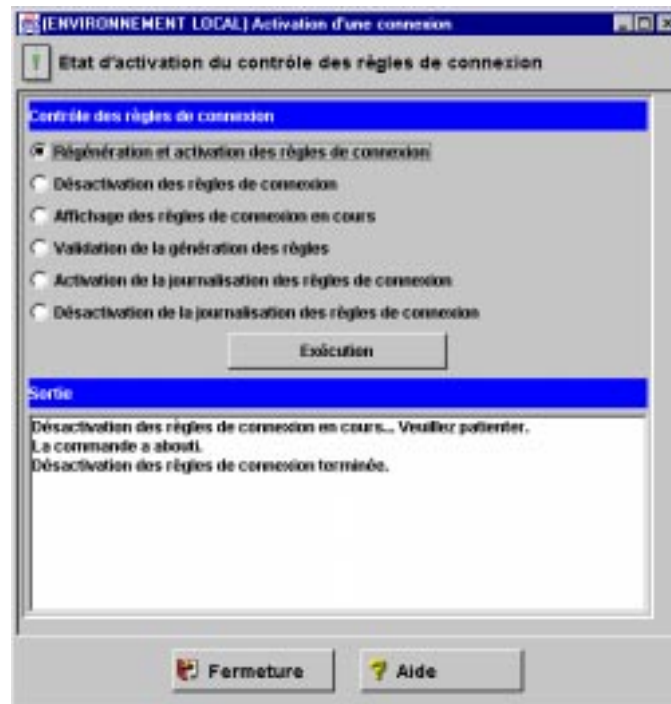 (ENVIRONNEMENT LOCAL) Activation d'une connexion
Etat d'activation du contrôle des règles de connexion
Contrôle des règles de connexion
Régénération et activation des règles de connexion
Désactivation des règles de connexion
Affichage des règles de connexion en cours
Validation de la génération des règles
Activation de la journalisation des règles de connexion
Désactivation de la journalisation des règles de connexion
Exécution
Sortie
Désactivation des règles de connexion en cours... Veuillez patienter.
La commande a abouti.
Désactivation des règles de connexion terminée.
Fermeture
Aide